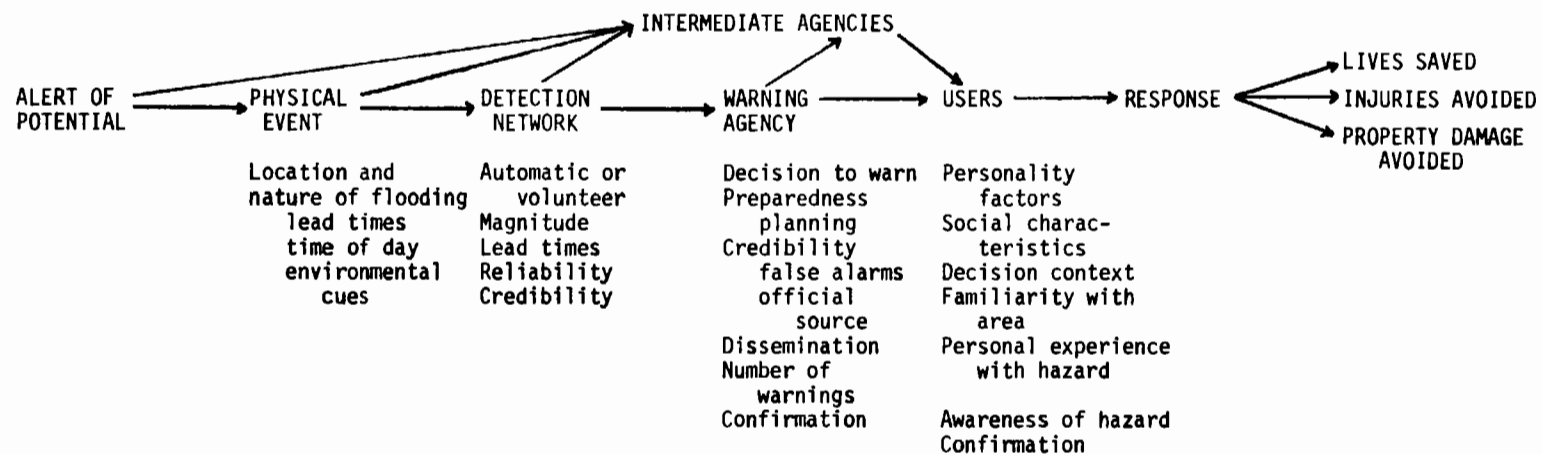 INTERMEDIATE AGENCIES
ALERT OF
POTENTIAL
PHYSICAL
EVENT
DETECTION
NETWORK
WARNING
AGENCY
USERS
RESPONSE
LIVES SAVED
INJURIES AVOIDED
PROPERTY DAMAGE
AVOIDED
Location and
nature of flooding
lead times
time of day
environmental
cues
Automatic or
volunteer
Magnitude
Lead times
Reliability
Credibility
Decision to warn
Preparedness
planning
Credibility
false alarms
official
source
Dissemination
Number of
warnings
Confirmation
Personality
factors
Social charac-
teristics
Decision context
Familiarity with
area
Personal experience
with hazard
Awareness of hazard
Confirmation